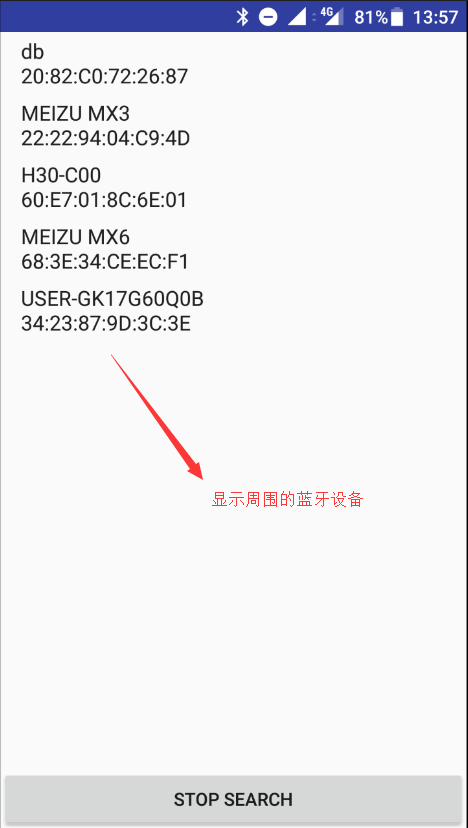 4G 81% 13:57
db
20:82:C0:72:26:87
MEIZU MX3
22:22:94:04:C9:4D
H30-C00
60:E7:01:8C:6E:01
MEIZU MX6
68:3E:34:CE:EC:F1
USER-GK17G60Q0B
34:23:87:9D:3C:3E
显示周围的蓝牙设备
STOP SEARCH